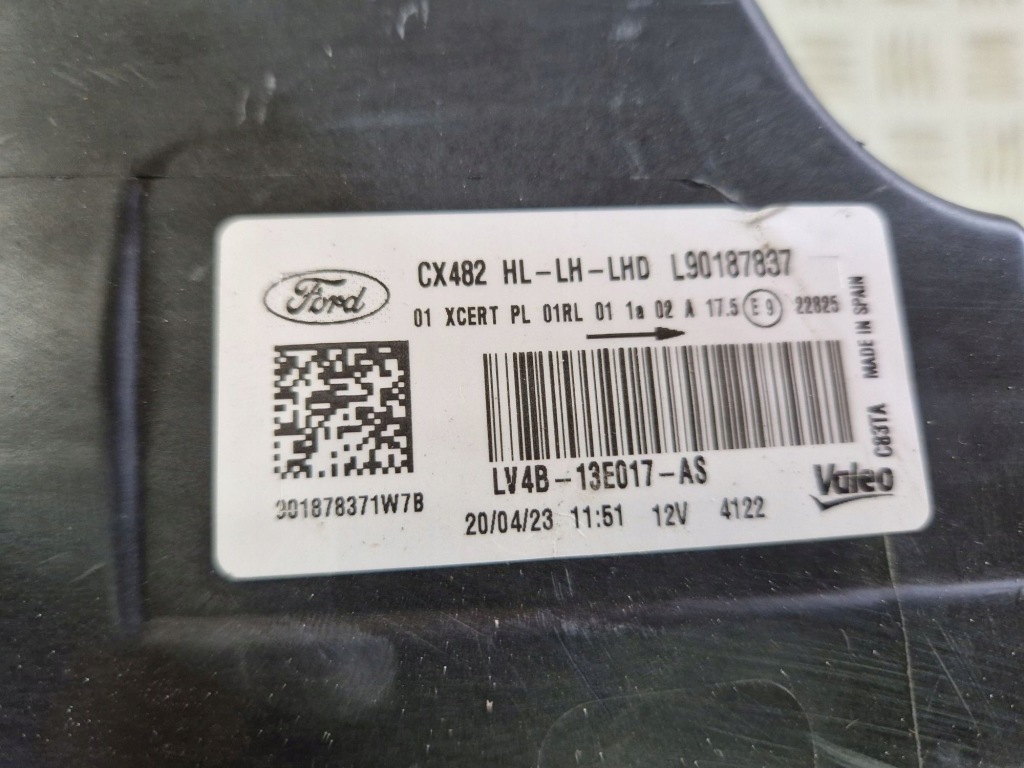 Ford
CX482 HL-LH-LHD L90187837
01 XCERT PL 01RL 01 1a 02 A 17.5 E9 22825
MADE IN SPAIN
C83TA
LV4B-13E017-AS
Valeo
901878371W7B
20/04/23 11:51 12V 4122